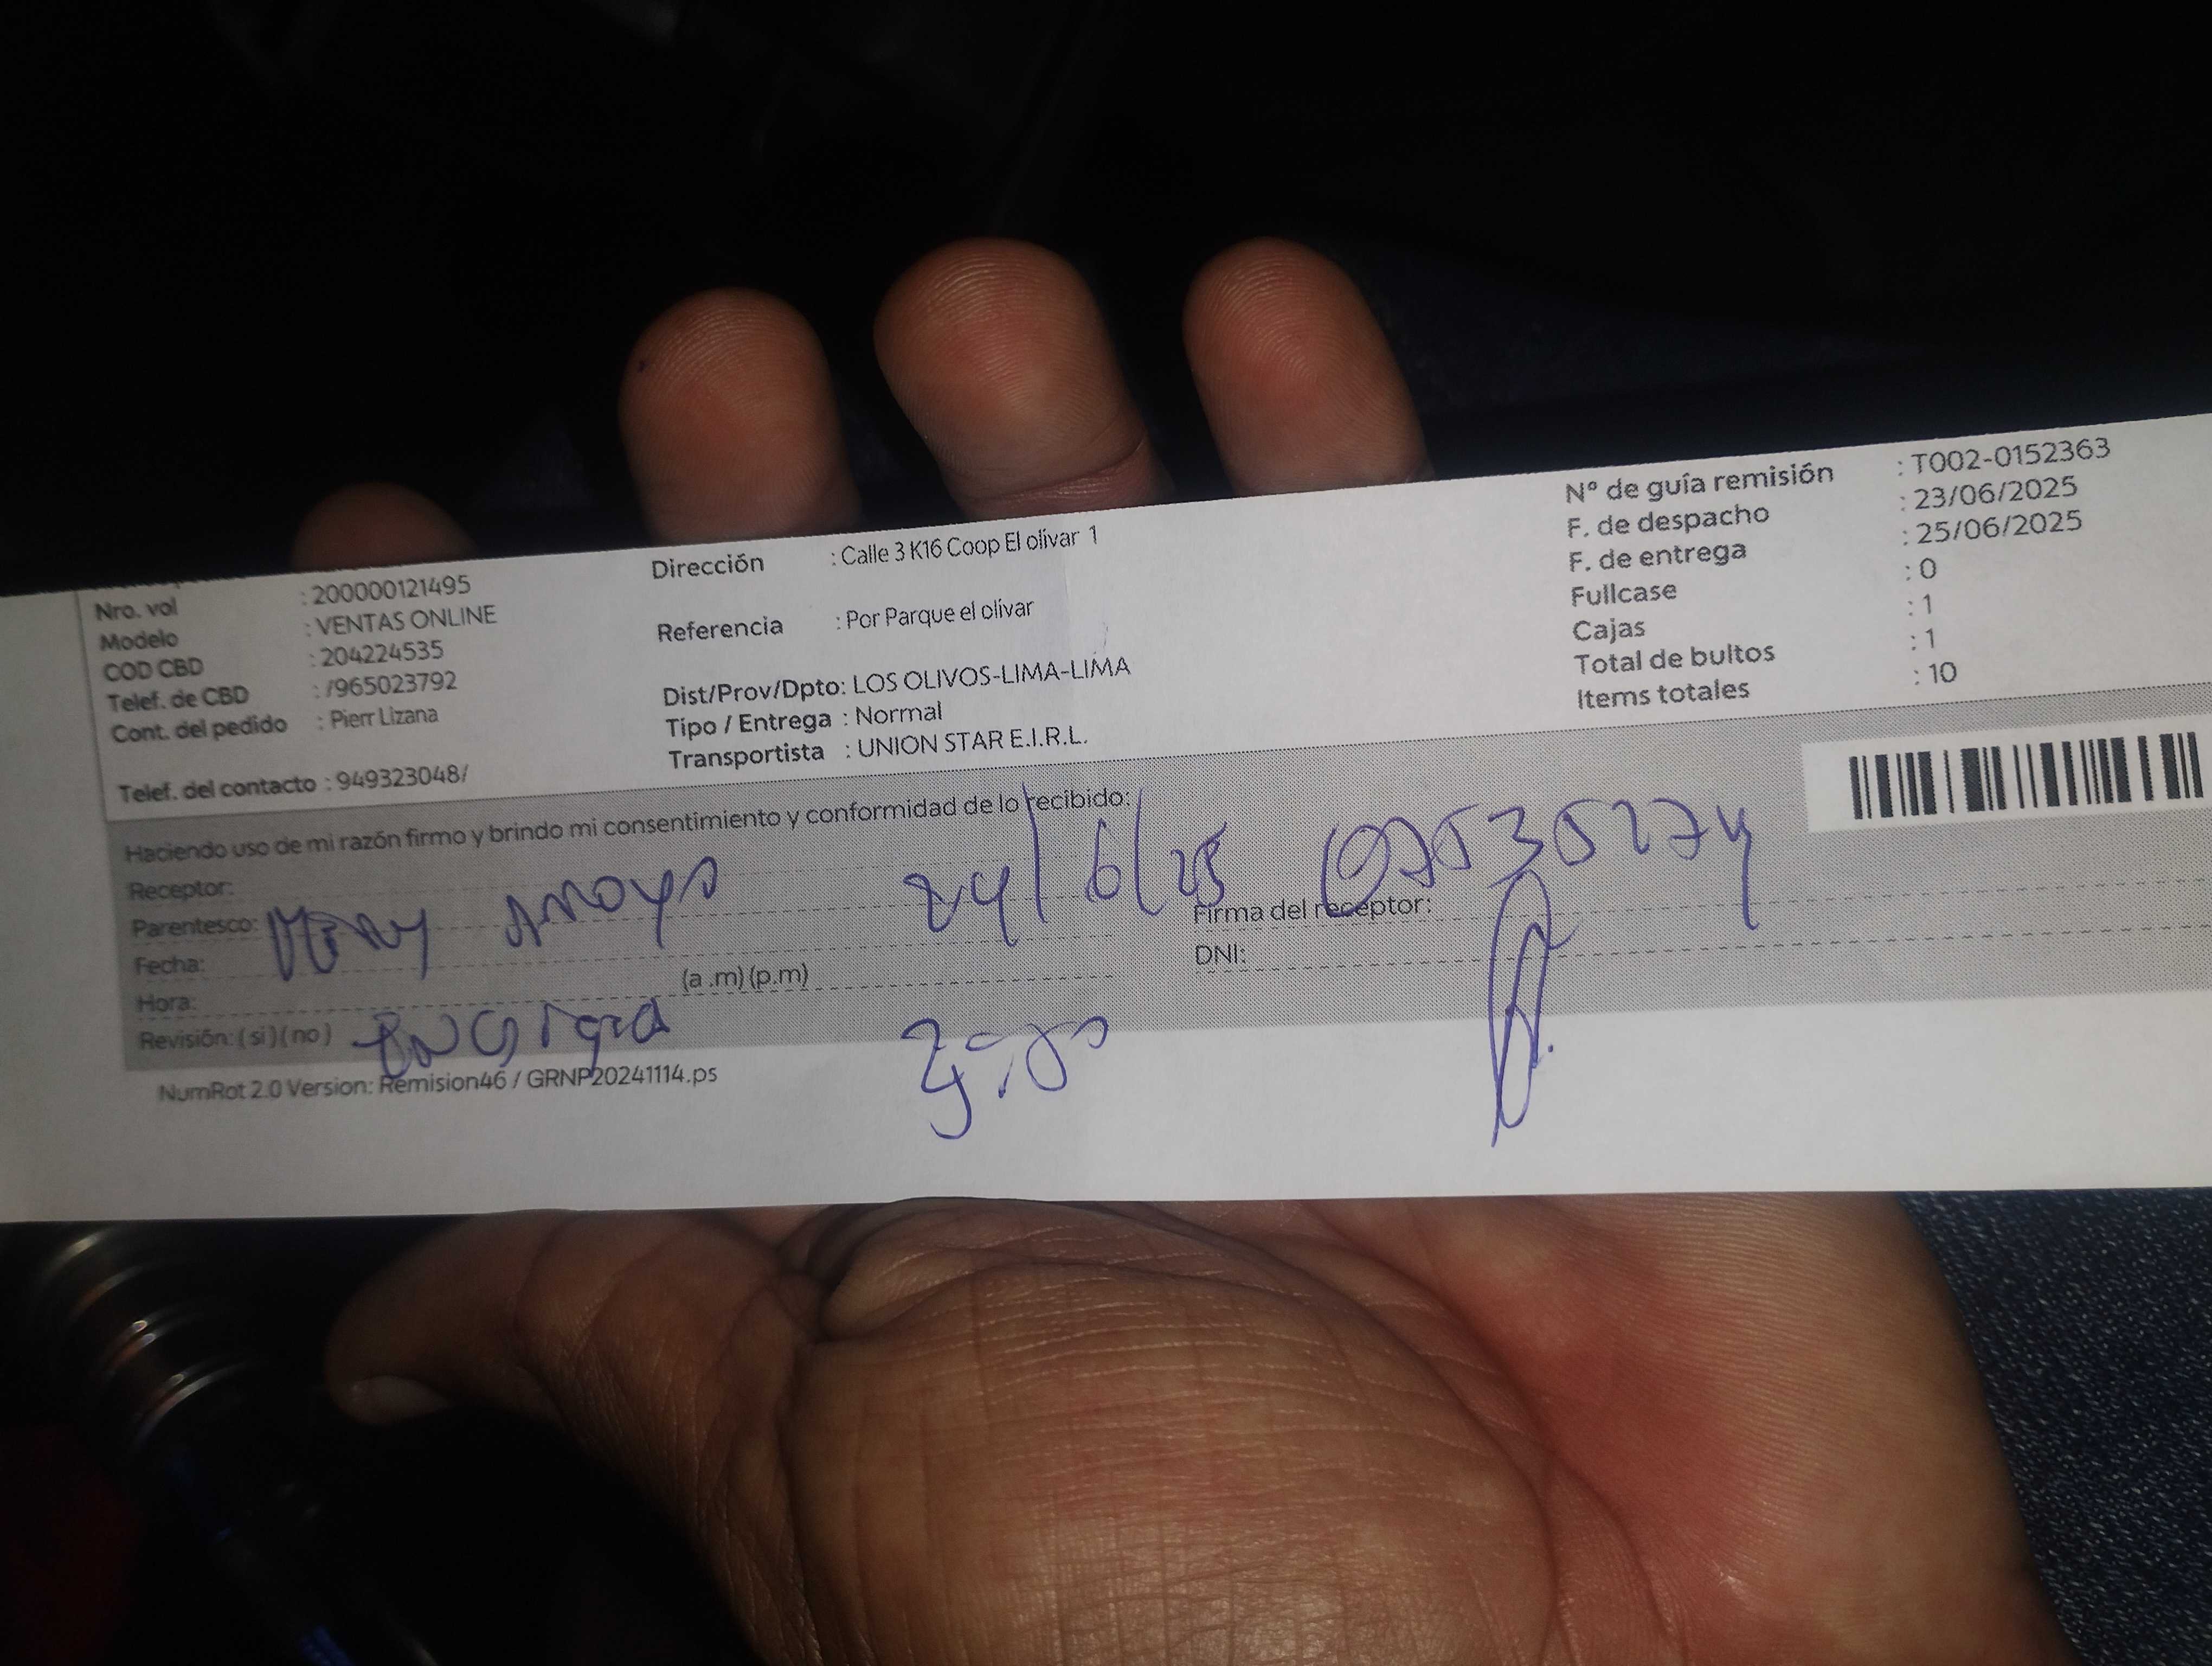 Nro. vol : 200000121495
Modelo : VENTAS ONLINE
COD CBD : 204224535
Telef. de CBD : /965023792
Cont. del pedido : Pierr Lizana
Telef. del contacto : 949323048/
Dirección : Calle 3 K16 Coop El olivar 1
Referencia : Por Parque el olivar
Dist/Prov/Dpto: LOS OLIVOS-LIMA-LIMA
Tipo / Entrega : Normal
Transportista : UNION STAR E.I.R.L.
N° de guía remisión : T002-0152363
F. de despacho : 23/06/2025
F. de entrega : 25/06/2025
Fullcase : 0
Cajas : 1
Total de bultos : 1
Items totales : 10
Haciendo uso de mi razón firmo y brindo mi consentimiento y conformidad de lo recibido:
Receptor:
Parentesco: Mery Arroyo 24/6/25
Fecha:
Hora: (a .m) (p.m)
Revisión: ( si ) ( no )
Firma del receptor:
DNI:
NumRot 2.0 Version: Remision46 / GRNP20241114.ps